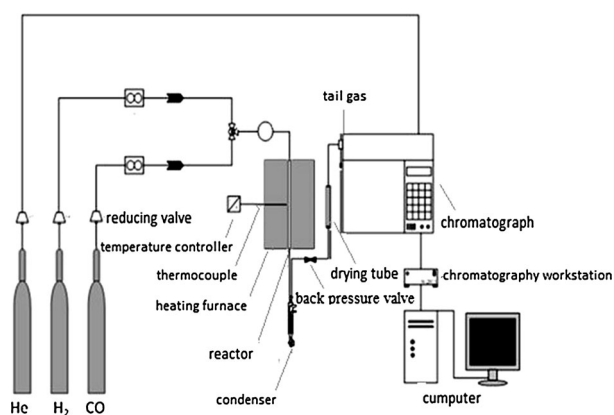 tail gas
reducing valve
chromatograph
temperature controller
thermocouple
drying tube
chromatography workstation
heating furnace
back pressure valve
reactor
condenser
cumputer
He
H₂
CO